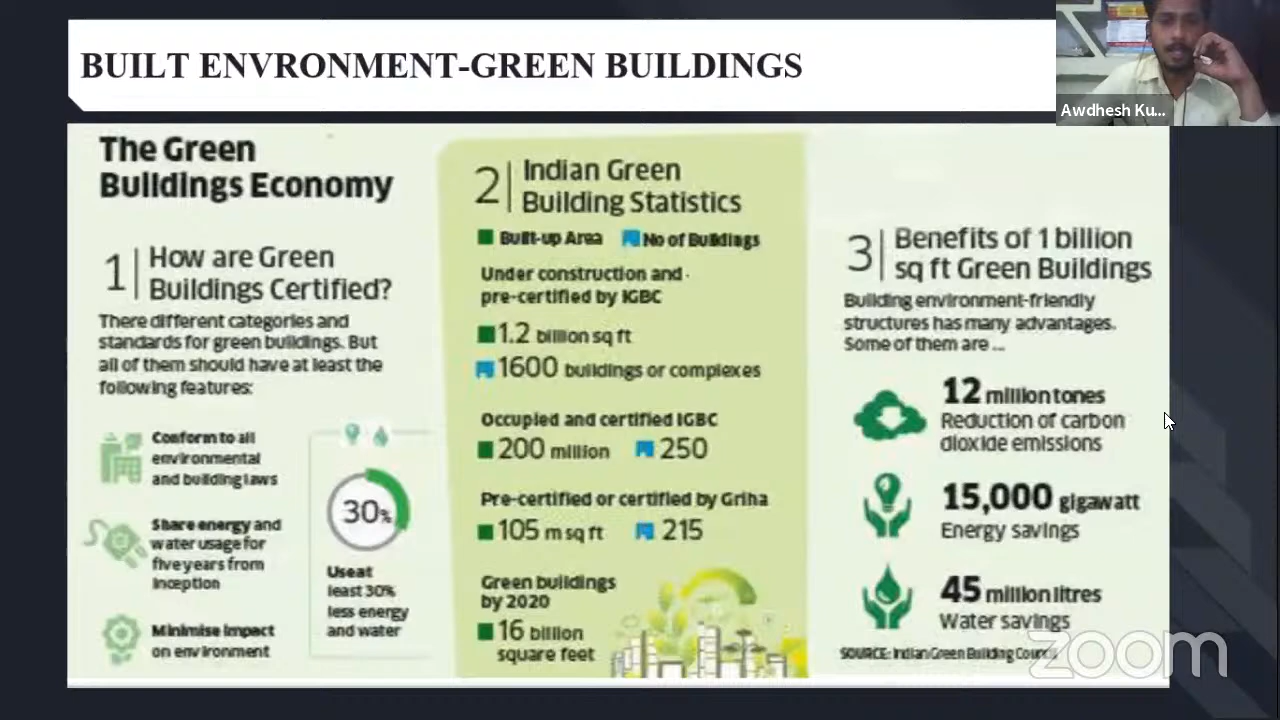 BUILT ENVRONMENT-GREEN BUILDINGS
Awdhesh Ku...
The Green
Buildings Economy
1
How are Green
Buildings Certified?
There different categories and
standards for green buildings. But
all of them should have at least the
following features:
Conform to all
environmental
and building laws
Share energy and
water usage for
five years from
inception
Minimise impact
on environment
30%
Use at
least 30%
less energy
and water
2
Indian Green
Building Statistics
Built-up Area
No of Buildings
Under construction and
pre-certified by IGBC
1.2 billion sq ft
1600 buildings or complexes
Occupied and certified IGBC
200 million 250
Pre-certified or certified by Griha
105 m sq ft 215
Green buildings
by 2020
16 billion
square feet
3
Benefits of 1 billion
sq ft Green Buildings
Building environment-friendly
structures has many advantages.
Some of them are ...
12 million tones
Reduction of carbon
dioxide emissions
15,000 gigawatt
Energy savings
45 million litres
Water savings
SOURCE: Indian Green Building Council
zoom